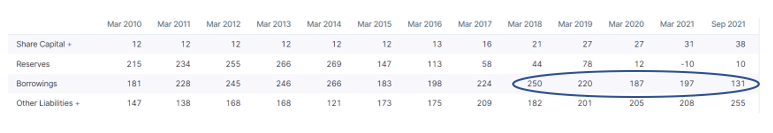 Mar 2010 Mar 2011 Mar 2012 Mar 2013 Mar 2014 Mar 2015 Mar 2016 Mar 2017 Mar 2018 Mar 2019 Mar 2020 Mar 2021 Sep 2021
Share Capital + 12 12 12 12 12 12 13 16 21 27 27 31 38
Reserves 215 234 255 266 269 147 113 58 44 78 12 -10 10
Borrowings 181 228 245 246 266 183 198 224 250 220 187 197 131
Other Liabilities + 147 138 168 168 121 173 175 209 182 201 205 208 255